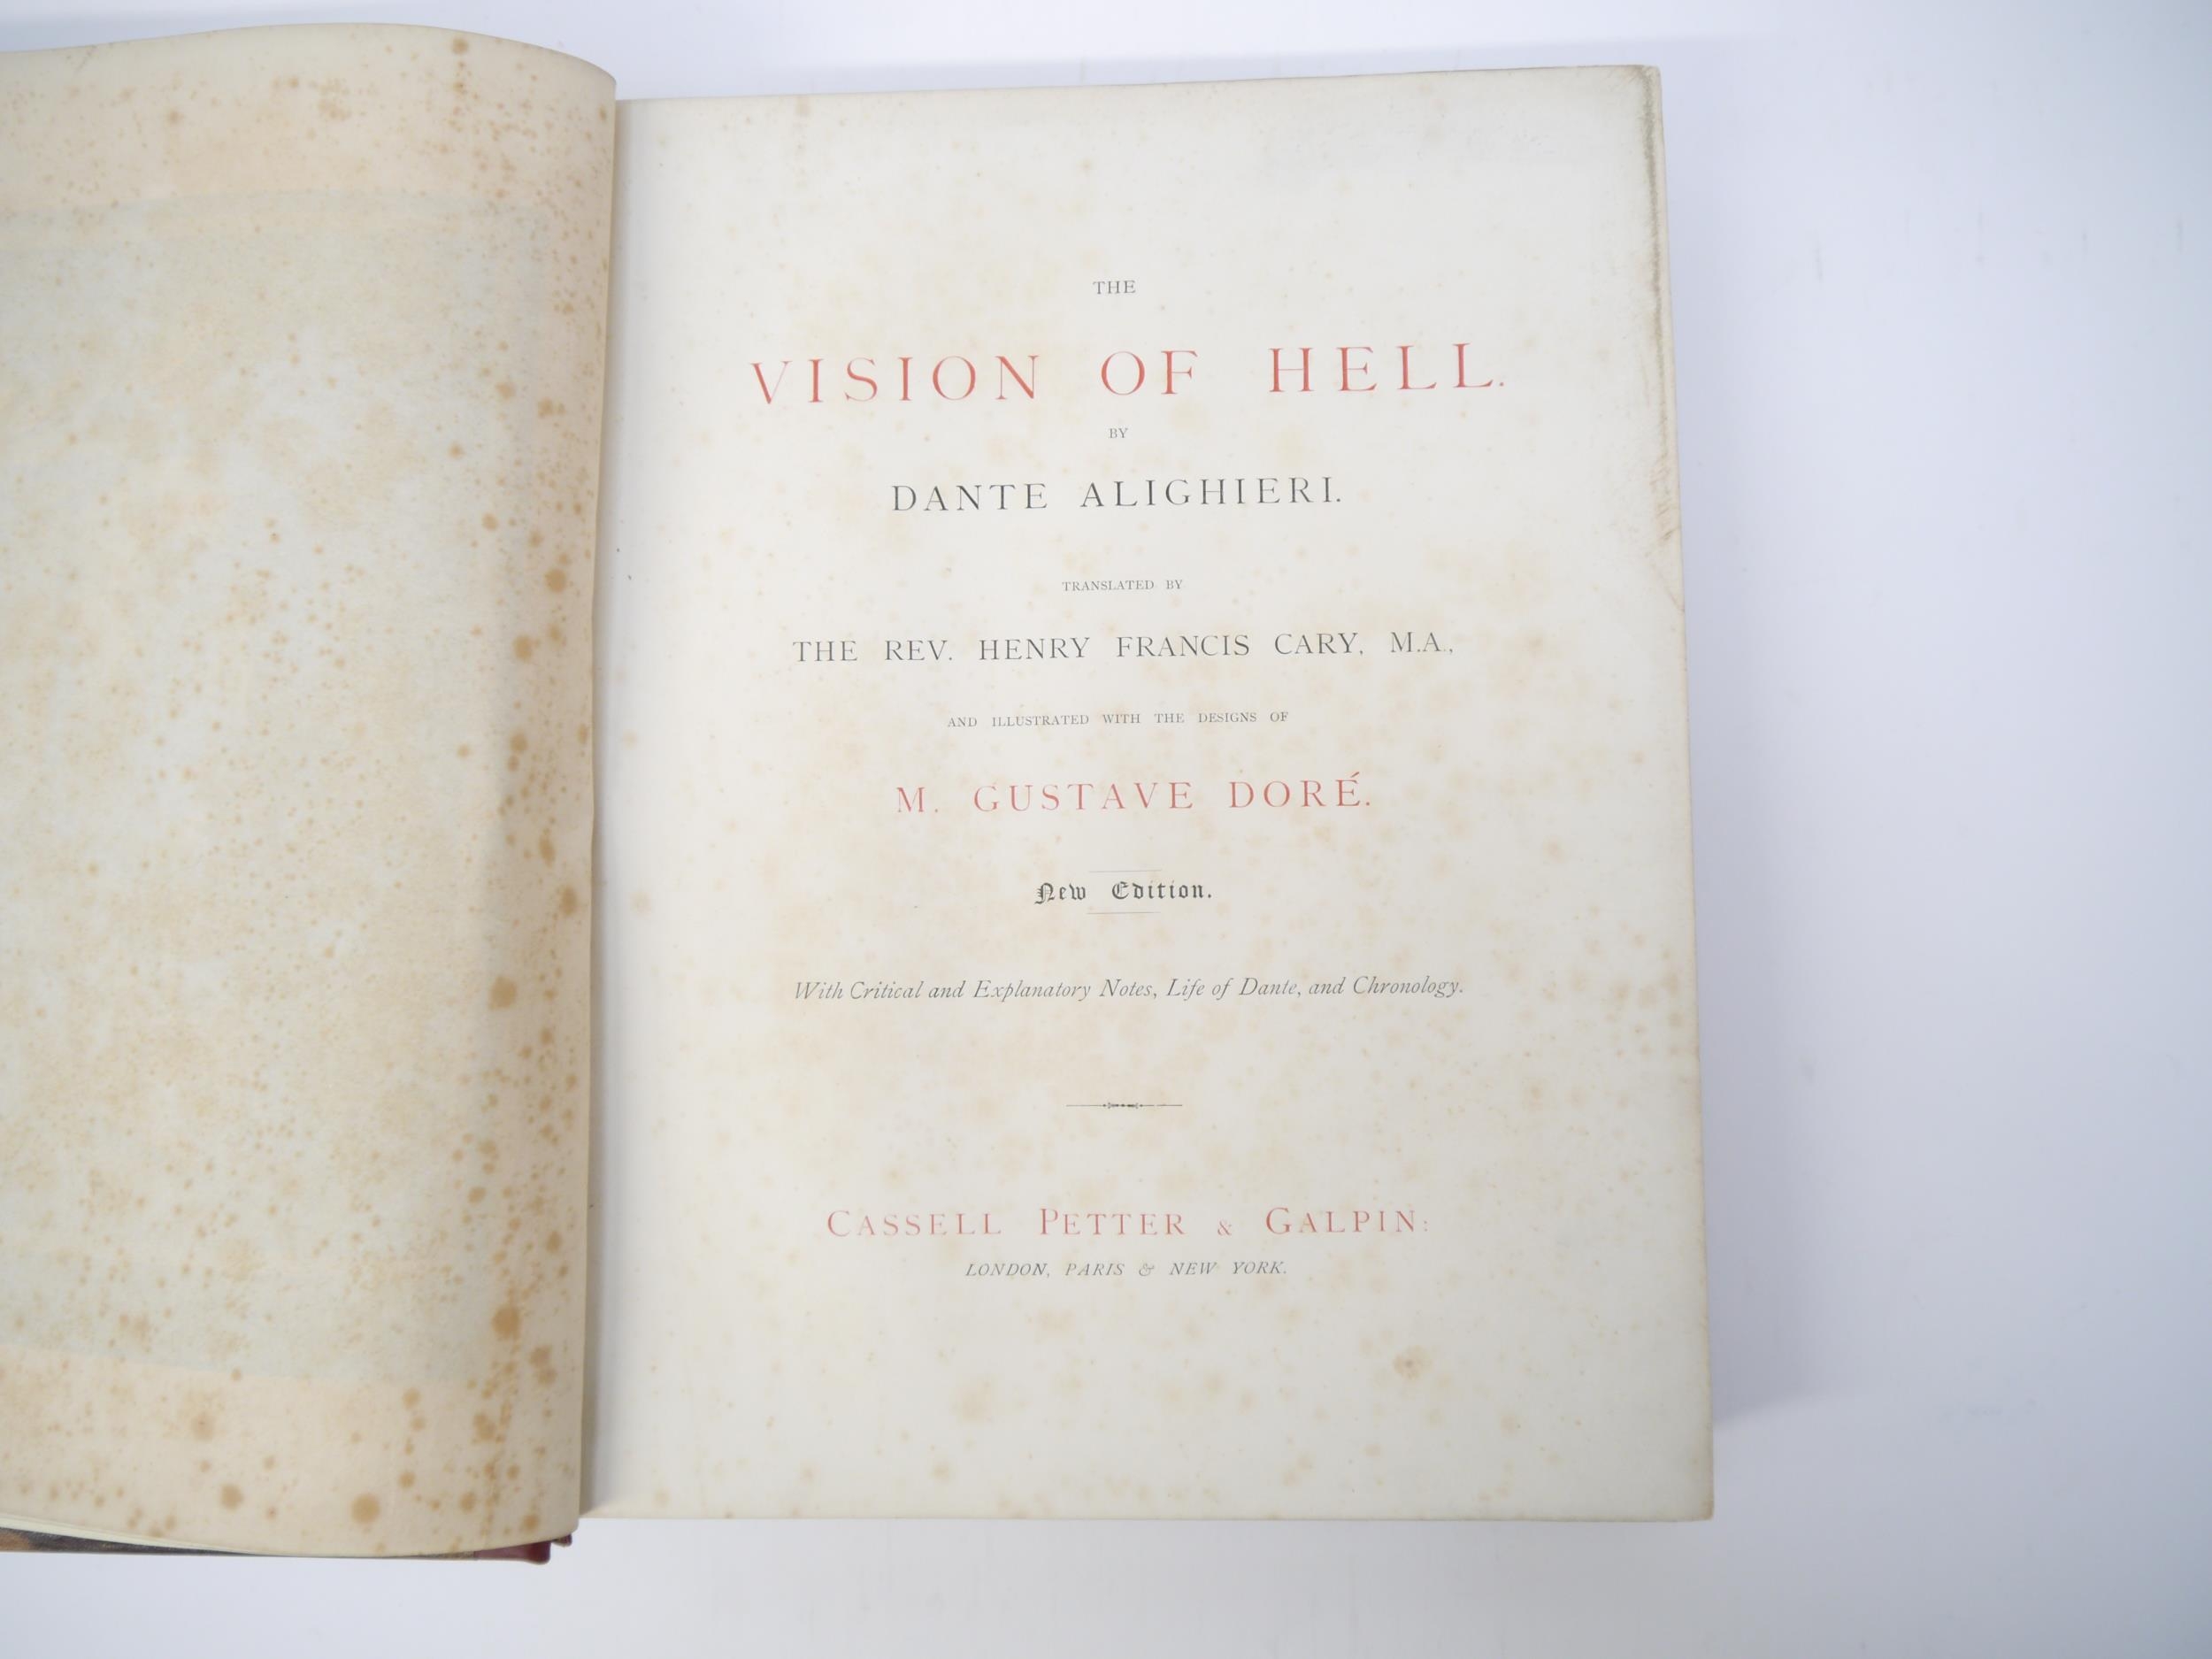 THE
VISION OF HELL.
BY
DANTE ALIGHIERI.
TRANSLATED BY
THE REV. HENRY FRANCIS CARY, M.A.,
AND ILLUSTRATED WITH THE DESIGNS OF
M. GUSTAVE DORÉ.
New Edition.
With Critical and Explanatory Notes, Life of Dante, and Chronology.
CASSELL PETTER & GALPIN:
LONDON, PARIS & NEW YORK.